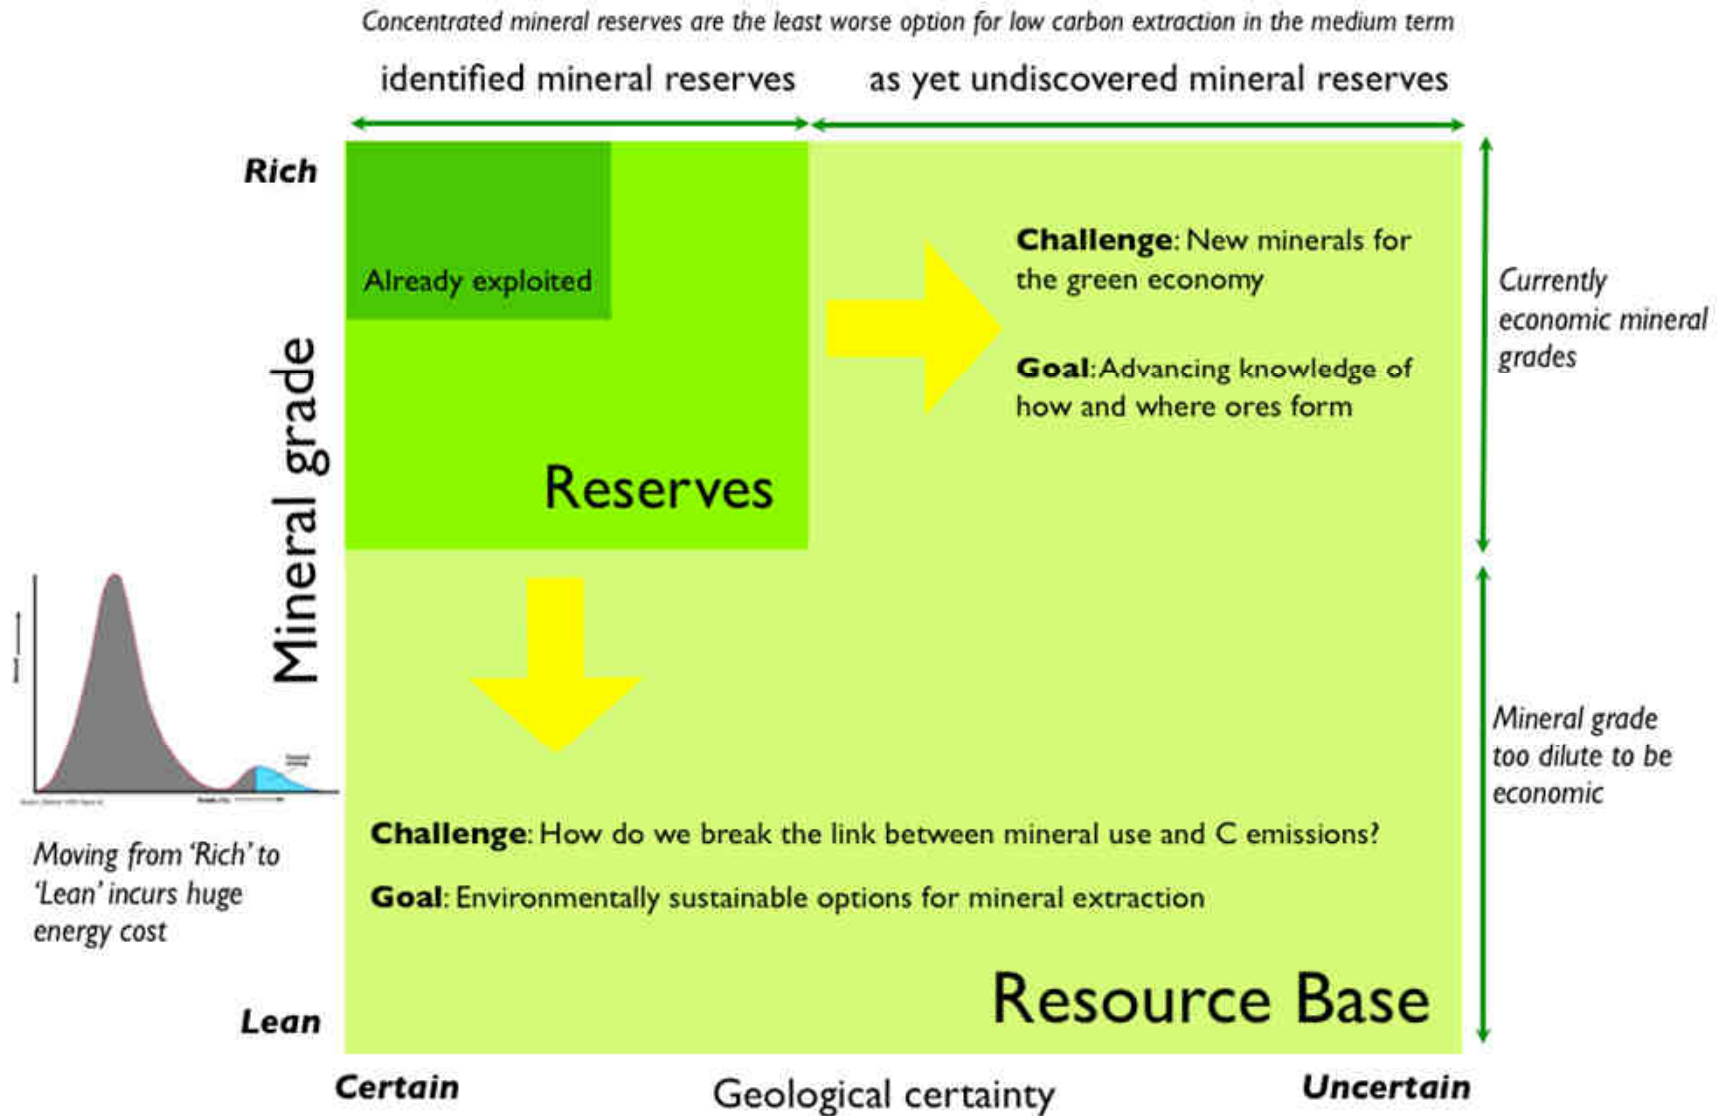 Concentrated mineral reserves are the least worse option for low carbon extraction in the medium term
identified mineral reserves
as yet undiscovered mineral reserves
Rich
Already exploited
Challenge: New minerals for
the green economy
Goal: Advancing knowledge of
how and where ores form
Currently
economic mineral
grades
Mineral grade
Reserves
Mineral grade
too dilute to be
economic
Challenge: How do we break the link between mineral use and C emissions?
Goal: Environmentally sustainable options for mineral extraction
Moving from ‘Rich’ to
‘Lean’ incurs huge
energy cost
Resource Base
Lean
Certain
Geological certainty
Uncertain